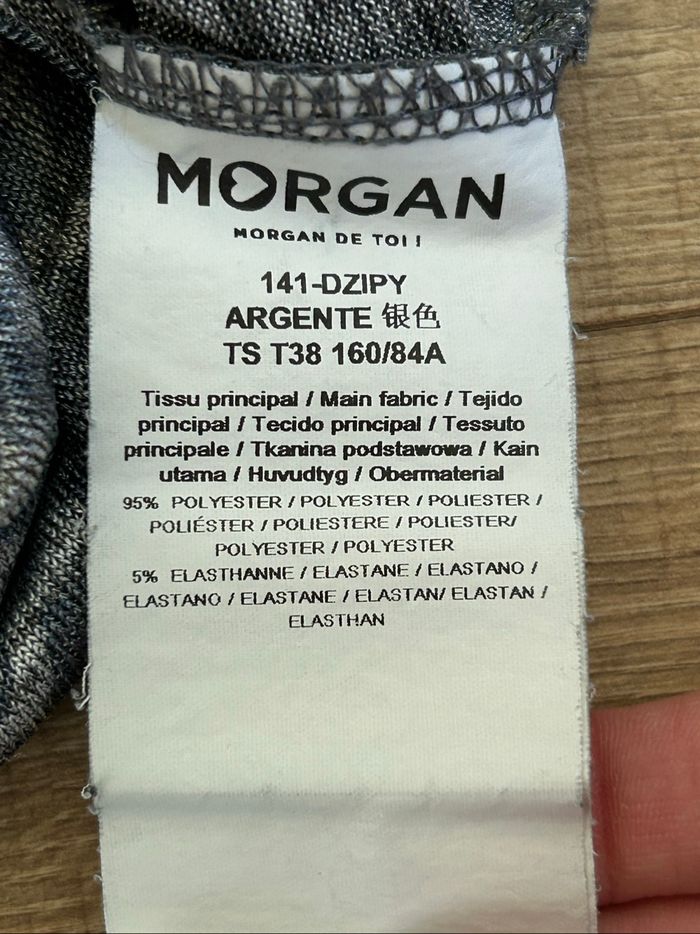 MORGAN
MORGAN DE TOI !
141-DZIPY
ARGENTE 银色
TS T38 160/84A
Tissu principal / Main fabric / Tejido
principal / Tecido principal / Tessuto
principale / Tkanina podstawowa / Kain
utama / Huvudtyg / Obermaterial
95% POLYESTER / POLYESTER / POLIESTER /
POLIÉSTER / POLIESTERE / POLIESTER/
POLYESTER / POLYESTER
5% ELASTHANNE / ELASTANE / ELASTANO /
ELASTANO / ELASTANE / ELASTAN/ ELASTAN /
ELASTHAN